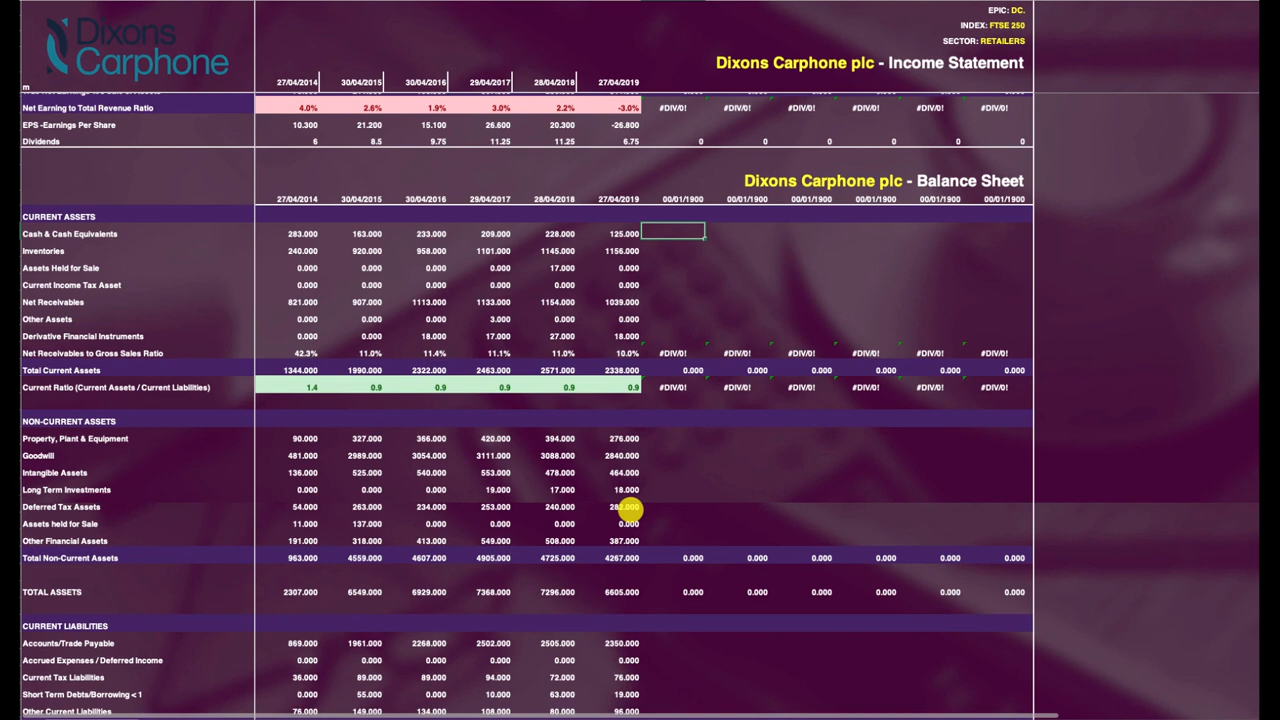 Dixons
Carphone
EPIC: DC.
INDEX: FTSE 250
SECTOR: RETAILERS
Dixons Carphone plc - Income Statement
m 27/04/2014 30/04/2015 30/04/2016 29/04/2017 28/04/2018 27/04/2019
Net Earning to Total Revenue Ratio 4.0% 2.6% 1.9% 3.0% 2.2% -3.0% #DIV/0! #DIV/0! #DIV/0! #DIV/0! #DIV/0! #DIV/0!
EPS -Earnings Per Share 10.300 21.200 15.100 26.600 20.300 -26.800
Dividends 6 8.5 9.75 11.25 11.25 6.75 0 0 0 0 0 0
Dixons Carphone plc - Balance Sheet
27/04/2014 30/04/2015 30/04/2016 29/04/2017 28/04/2018 27/04/2019 00/01/1900 00/01/1900 00/01/1900 00/01/1900 00/01/1900 00/01/1900
CURRENT ASSETS
Cash & Cash Equivalents 283.000 163.000 233.000 209.000 228.000 125.000
Inventories 240.000 920.000 958.000 1101.000 1145.000 1156.000
Assets Held for Sale 0.000 0.000 0.000 0.000 17.000 0.000
Current Income Tax Asset 0.000 0.000 0.000 0.000 0.000 0.000
Net Receivables 821.000 907.000 1113.000 1133.000 1154.000 1039.000
Other Assets 0.000 0.000 0.000 3.000 0.000 0.000
Derivative Financial Instruments 0.000 0.000 18.000 17.000 27.000 18.000
Net Receivables to Gross Sales Ratio 42.3% 11.0% 11.4% 11.1% 11.0% 10.0% #DIV/0! #DIV/0! #DIV/0! #DIV/0! #DIV/0! #DIV/0!
Total Current Assets 1344.000 1990.000 2322.000 2463.000 2571.000 2338.000 0.000 0.000 0.000 0.000 0.000 0.000
Current Ratio (Current Assets / Current Liabilities) 1.4 0.9 0.9 0.9 0.9 0.9 #DIV/0! #DIV/0! #DIV/0! #DIV/0! #DIV/0! #DIV/0!
NON-CURRENT ASSETS
Property, Plant & Equipment 90.000 327.000 366.000 420.000 394.000 276.000
Goodwill 481.000 2989.000 3054.000 3111.000 3088.000 2840.000
Intangible Assets 136.000 525.000 540.000 553.000 478.000 464.000
Long Term Investments 0.000 0.000 0.000 19.000 17.000 18.000
Deferred Tax Assets 54.000 263.000 234.000 253.000 240.000
Assets held for Sale 11.000 137.000 0.000 0.000 0.000 0.000
Other Financial Assets 191.000 318.000 413.000 549.000 508.000 387.000
Total Non-Current Assets 963.000 4559.000 4607.000 4905.000 4725.000 4267.000 0.000 0.000 0.000 0.000 0.000 0.000
TOTAL ASSETS 2307.000 6549.000 6929.000 7368.000 7296.000 6605.000 0.000 0.000 0.000 0.000 0.000 0.000
CURRENT LIABILITIES
Accounts/Trade Payable 869.000 1961.000 2268.000 2502.000 2505.000 2350.000
Accrued Expenses / Deferred Income 0.000 0.000 0.000 0.000 0.000 0.000
Current Tax Liabilities 36.000 89.000 89.000 94.000 72.000 76.000
Short Term Debts/Borrowing < 1 0.000 55.000 0.000 10.000 63.000 19.000
Other Current Liabilities 76.000 149.000 134.000 108.000 80.000 96.000